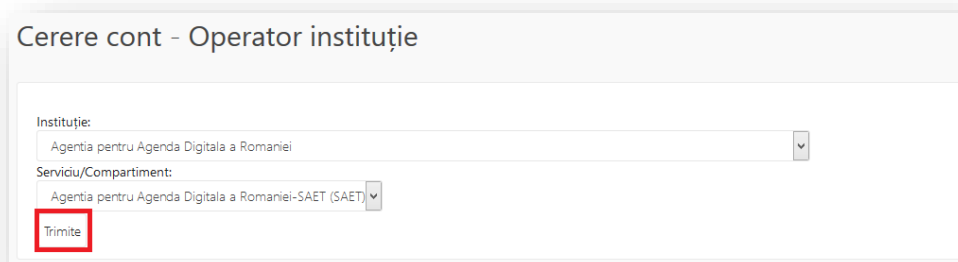 Cerere cont - Operator instituție
Instituție:
Agentia pentru Agenda Digitala a Romaniei
Serviciu/Compartiment:
Agentia pentru Agenda Digitala a Romaniei-SAET (SAET)
Trimite